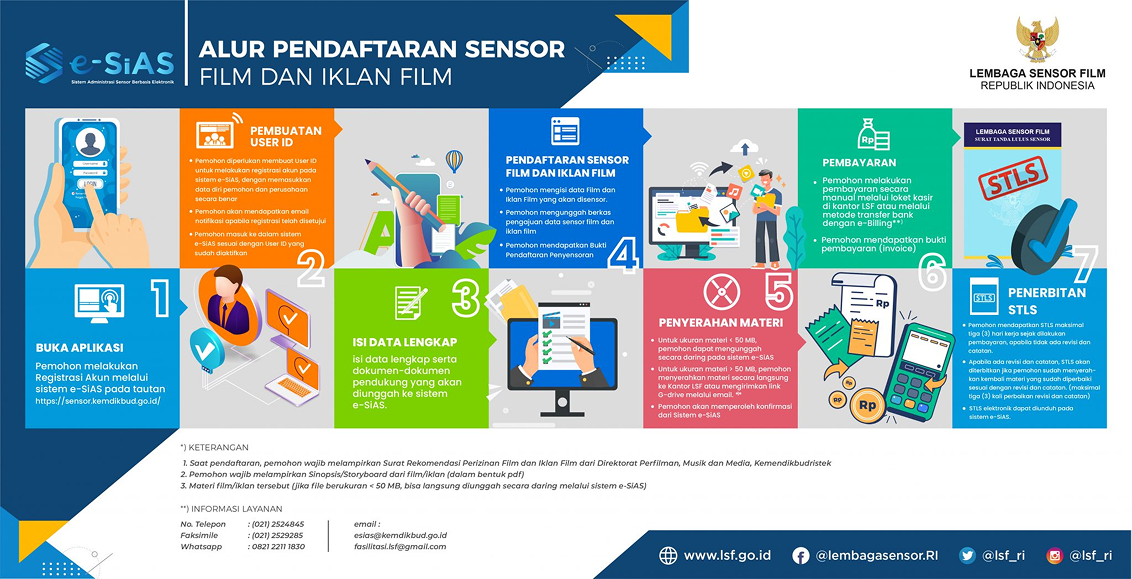 e-SiAS
Sistem Administrasi Sensor Berbasis Elektronik
ALUR PENDAFTARAN SENSOR
FILM DAN IKLAN FILM
LEMBAGA SENSOR FILM
REPUBLIK INDONESIA
LOGIN
1
BUKA APLIKASI
Pemohon melakukan
Registrasi Akun melalui
sistem e-SiAS pada tautan
https://sensor.kemdikbud.go.id/
PEMBUATAN
USER ID
• Pemohon diperlukan membuat User ID
untuk melakukan registrasi akun pada
sistem e-SiAS, dengan memasukkan
data diri pemohon dan perusahaan
secara benar
• Pemohon akan mendapatkan email
notifikasi apabila registrasi telah disetujui
• Pemohon masuk ke dalam sistem
e-SiAS sesuai dengan User ID yang
sudah diaktifkan
2
3
ISI DATA LENGKAP
isi data lengkap serta
dokumen-dokumen
pendukung yang akan
diunggah ke sistem
e-SiAS.
PENDAFTARAN SENSOR
FILM DAN IKLAN FILM
• Pemohon mengisi data Film dan
Iklan Film yang akan disensor.
• Pemohon mengunggah berkas
pengajuan data sensor film dan
iklan film
• Pemohon mendapatkan Bukti
Pendaftaran Penyensoran
4
5
PENYERAHAN MATERI
• Untuk ukuran materi < 50 MB,
pemohon dapat mengunggah
secara daring pada sistem e-SiAS
• Untuk ukuran materi > 50 MB, pemohon
menyerahkan materi secara langsung
ke Kantor LSF atau mengirimkan link
G-drive melalui email. **
• Pemohon akan memperoleh konfirmasi
dari Sistem e-SiAS
Rp
PEMBAYARAN
• Pemohon melakukan
pembayaran secara
manual melalui loket kasir
di kantor LSF atau melalui
metode transfer bank
dengan e-Billing**)
• Pemohon mendapatkan bukti
pembayaran (invoice)
6
Rp
Rp
Rp
LEMBAGA SENSOR FILM
SURAT TANDA LULUS SENSOR
STLS
7
STLS
PENERBITAN
STLS
• Pemohon mendapatkan STLS maksimal
tiga (3) hari kerja sejak dilakukan
pembayaran, apabila tidak ada revisi dan
catatan.
• Apabila ada revisi dan catatan, STLS akan
diterbitkan jika pemohon sudah menyerah-
kan kembali materi yang sudah diperbaiki
sesuai dengan revisi dan catatan. (maksimal
tiga (3) kali perbaikan revisi dan catatan)
• STLS elektronik dapat diunduh pada
sistem e-SiAS.
*) KETERANGAN
1. Saat pendaftaran, pemohon wajib melampirkan Surat Rekomendasi Perizinan Film dan Iklan Film dari Direktorat Perfilman, Musik dan Media, Kemendikbudristek
2. Pemohon wajib melampirkan Sinopsis/Storyboard dari film/iklan (dalam bentuk pdf)
3. Materi film/iklan tersebut (jika file berukuran < 50 MB, bisa langsung diunggah secara daring melalui sistem e-SiAS)
**) INFORMASI LAYANAN
No. Telepon : (021) 2524845
Faksimile : (021) 2529285
Whatsapp : 0821 2211 1830
email :
esias@kemdikbud.go.id
fasilitasi.lsf@gmail.com
www.lsf.go.id
@lembagasensor.RI
@lsf_ri
@lsf_ri